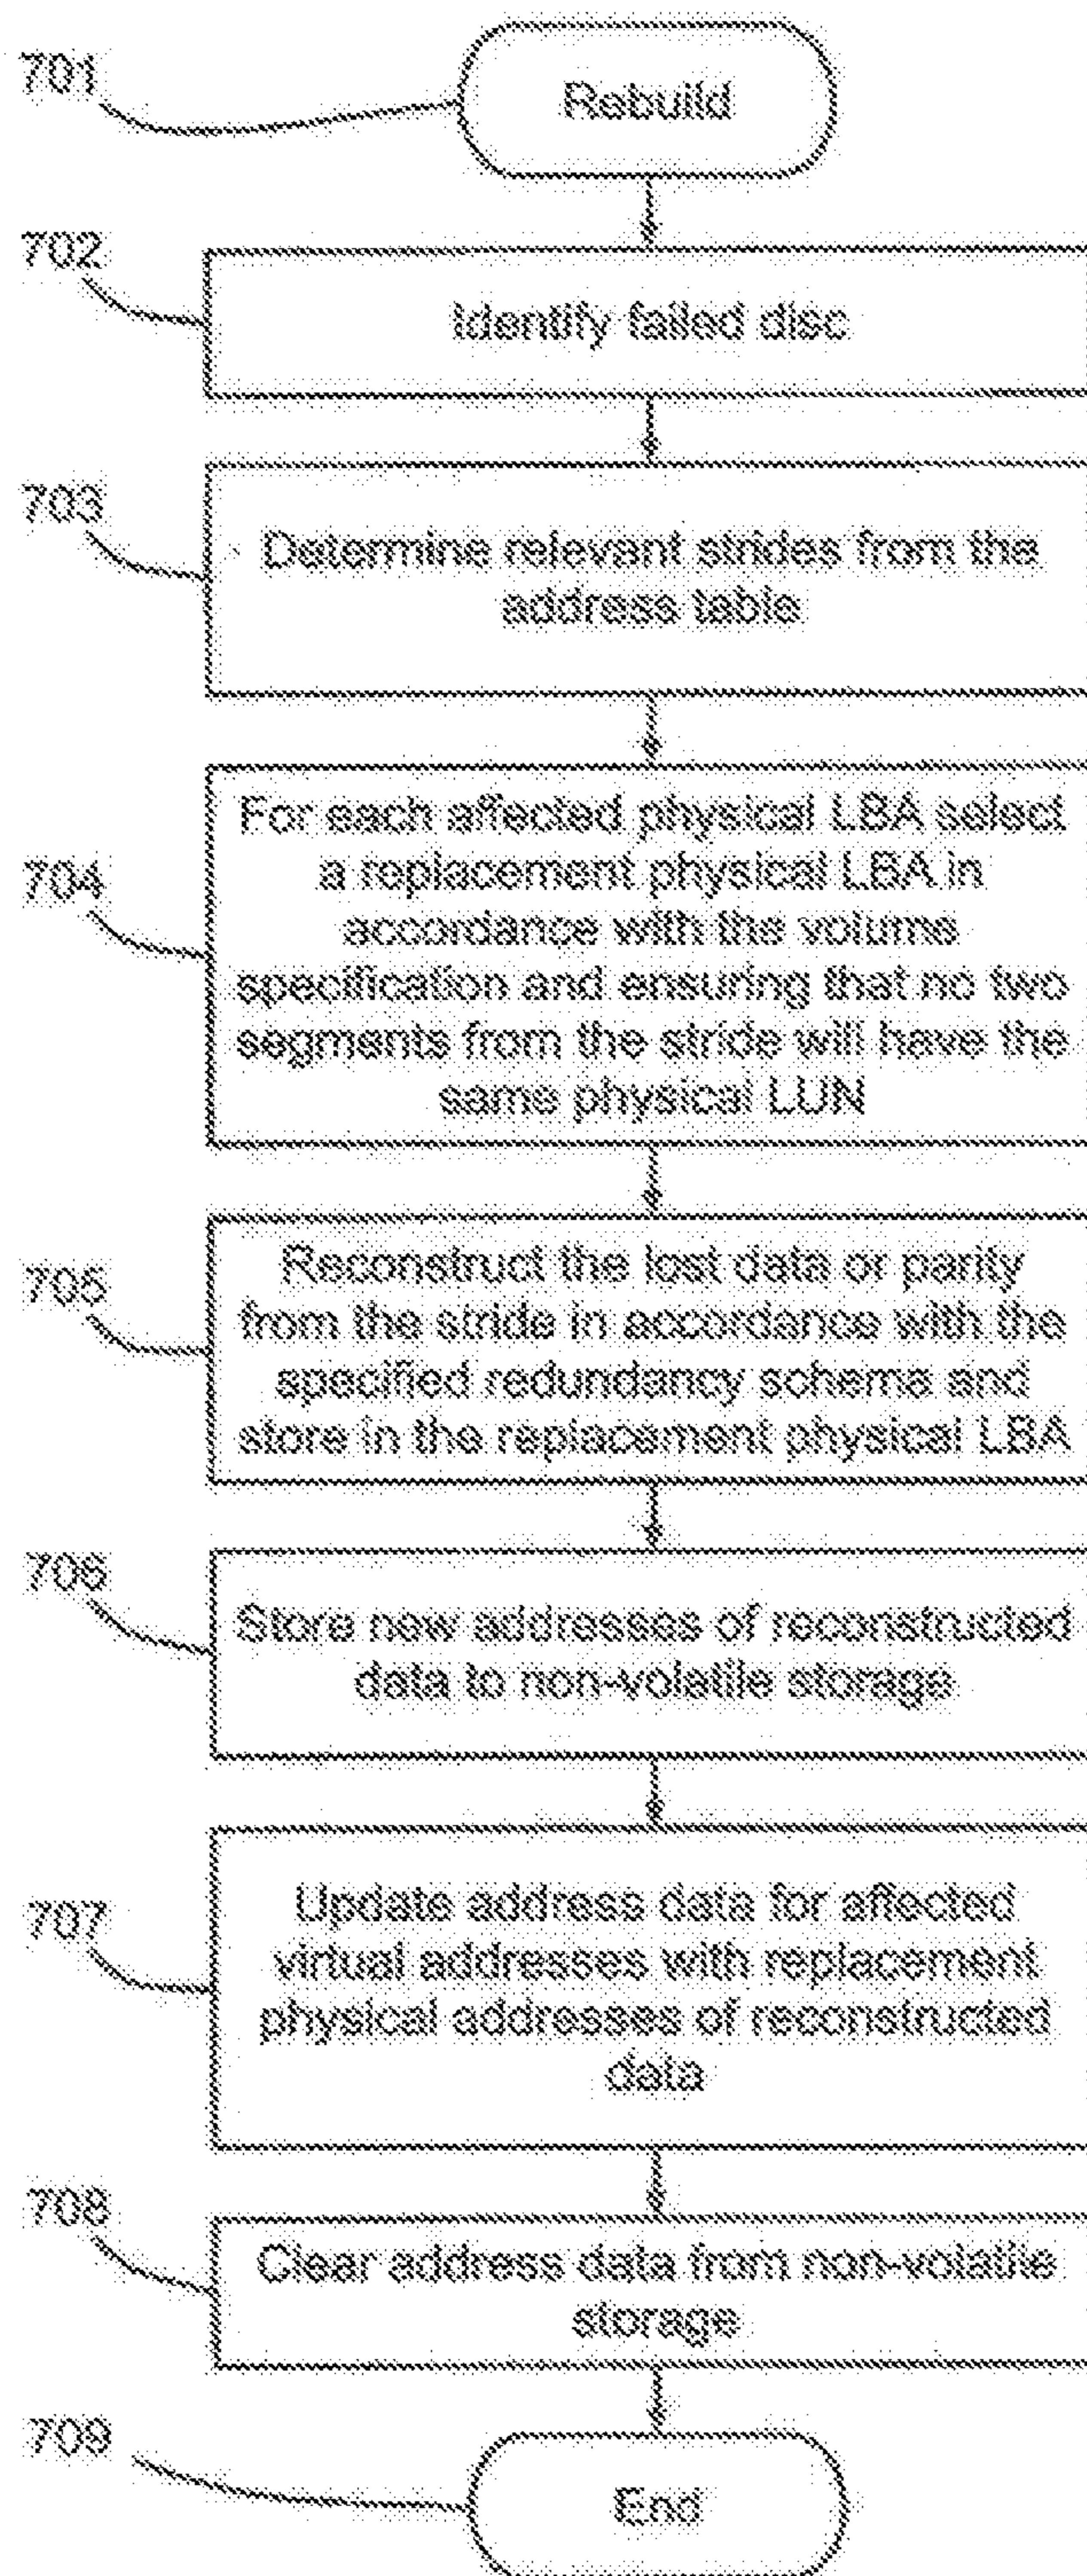 701
Rebuild
702
Identify failed disc
703
Determine relevant strides from the
address table
704
For each affected physical LBA select
a replacement physical LBA in
accordance with the volume
specification and ensuring that no two
segments from the stride will have the
same physical LUN
705
Reconstruct the lost data or parity
from the stride in accordance with the
specified redundancy schema and
store in the replacement physical LBA
706
Store new addresses of reconstructed
data to non-volatile storage
707
Update address data for affected
virtual addresses with replacement
physical addresses of reconstructed
data
708
Clear address data from non-volatile
storage
709
End